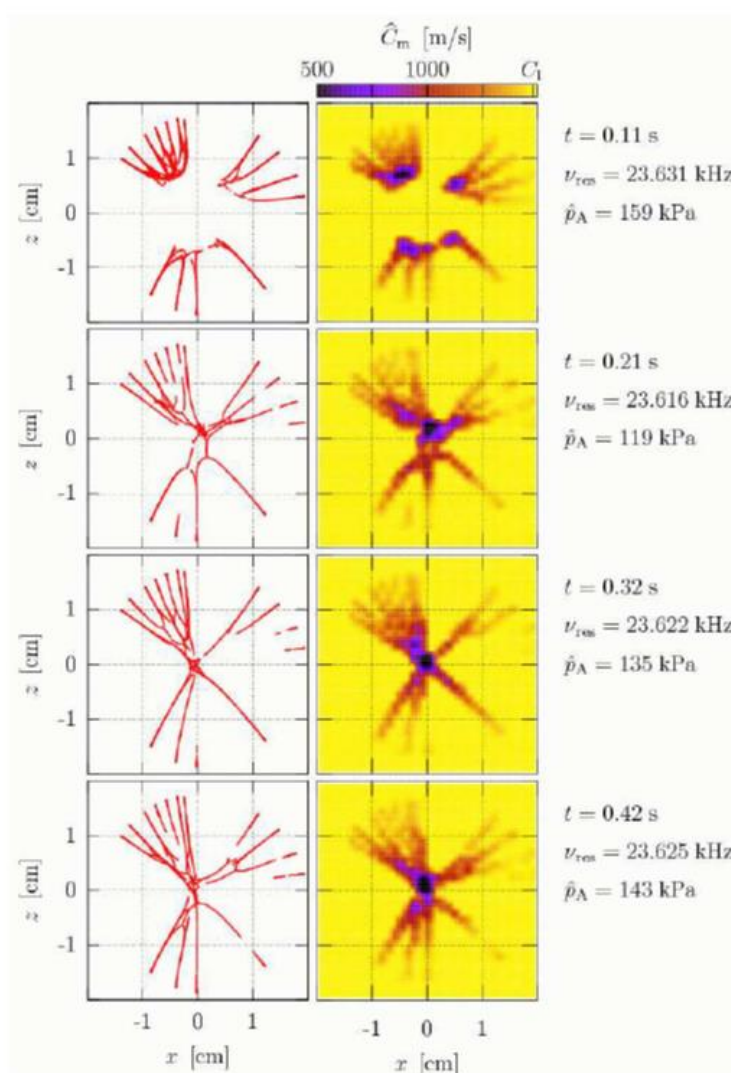 Ĉₘ [m/s]
500 1000 Cₗ
1
0
-1
z [cm]
t = 0.11 s
νres = 23.631 kHz
p̂A = 159 kPa
1
0
-1
z [cm]
t = 0.21 s
νres = 23.616 kHz
p̂A = 119 kPa
1
0
-1
z [cm]
t = 0.32 s
νres = 23.622 kHz
p̂A = 135 kPa
1
0
-1
z [cm]
t = 0.42 s
νres = 23.625 kHz
p̂A = 143 kPa
-1 0 1 -1 0 1
x [cm] x [cm]